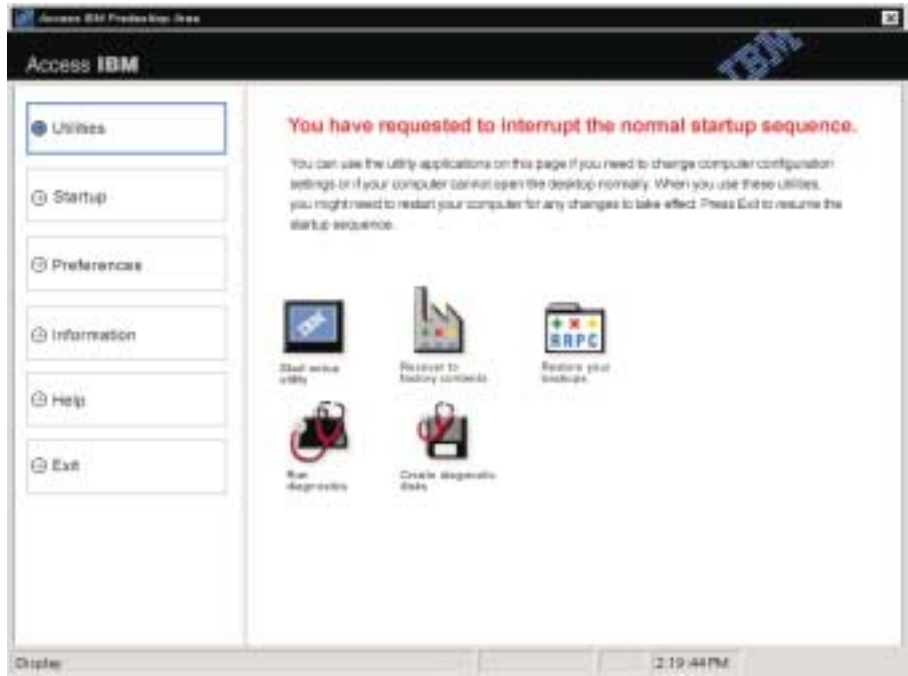 Access IBM Predesktop Area
Access IBM
IBM
Utilities
Startup
Preferences
Information
Help
Exit
You have requested to interrupt the normal startup sequence.
You can use the utility applications on this page if you need to change computer configuration
settings or if your computer cannot open the desktop normally. When you use these utilities,
you might need to restart your computer for any changes to take effect. Press Exit to resume the
startup sequence.
IBM
Start setup
utility
Recover to
factory contents
RRPC
Restore your
backups
Run
diagnostics
Create diagnostic
disks
Display
2:19:44 PM